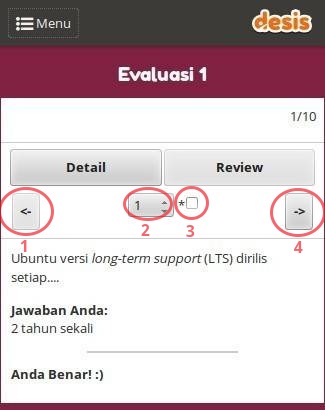 Menu
desis
Evaluasi 1
1/10
Detail Review
<- 1 * ->
1 2 3 4
Ubuntu versi long-term support (LTS) dirilis
setiap....
Jawaban Anda:
2 tahun sekali
Anda Benar! :)